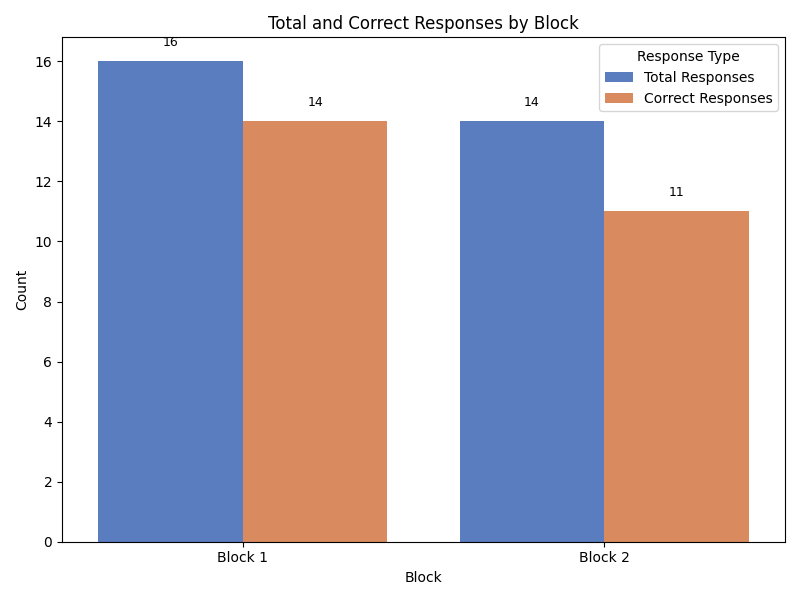 Total and Correct Responses by Block
Response Type
Total Responses
Correct Responses
16
14
14
11
Count
16
14
12
10
8
6
4
2
0
Block 1
Block 2
Block